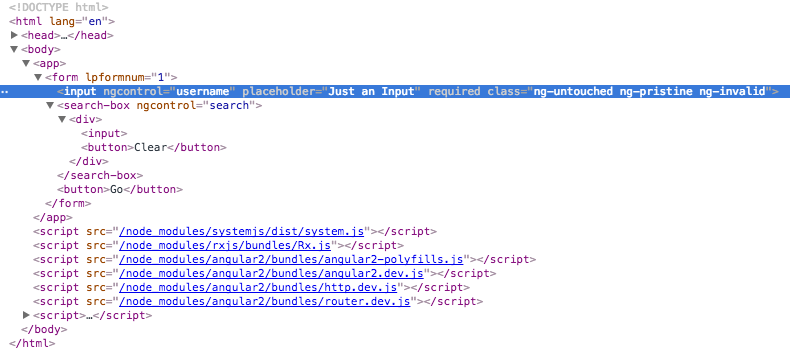 <!DOCTYPE html>
<html lang="en">
▶<head>…</head>
▼<body>
▼<app>
▼<form lpformnum="1">
<input ngcontrol="username" placeholder="Just an Input" required class="ng-untouched ng-pristine ng-invalid">
▼<search-box ngcontrol="search">
▼<div>
<input>
<button>Clear</button>
</div>
</search-box>
<button>Go</button>
</form>
</app>
<script src="/node_modules/systemjs/dist/system.js"></script>
<script src="/node_modules/rxjs/bundles/Rx.js"></script>
<script src="/node_modules/angular2/bundles/angular2-polyfills.js"></script>
<script src="/node_modules/angular2/bundles/angular2.dev.js"></script>
<script src="/node_modules/angular2/bundles/http.dev.js"></script>
<script src="/node_modules/angular2/bundles/router.dev.js"></script>
▶<script>…</script>
</body>
</html>